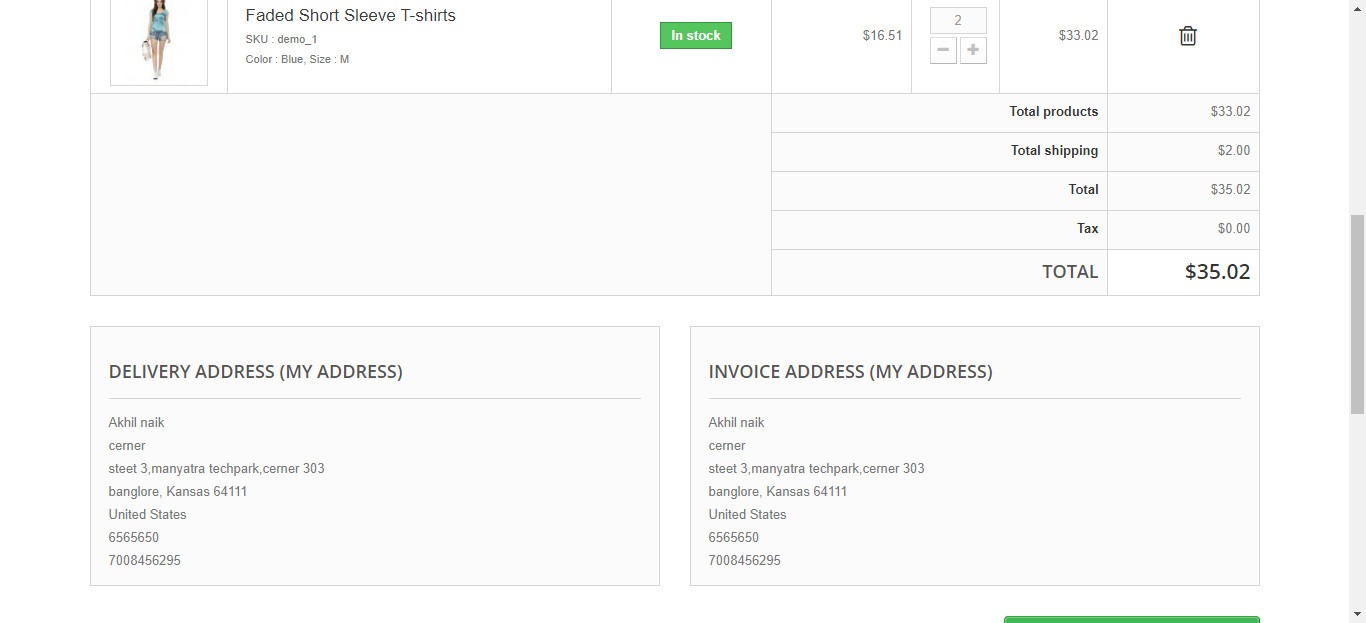 Faded Short Sleeve T-shirts
SKU : demo_1
Color : Blue, Size : M
In stock
$16.51
2
$33.02
Total products $33.02
Total shipping $2.00
Total $35.02
Tax $0.00
TOTAL $35.02
DELIVERY ADDRESS (MY ADDRESS)
Akhil naik
cerner
steet 3,manyatra techpark,cerner 303
banglore, Kansas 64111
United States
6565650
7008456295
INVOICE ADDRESS (MY ADDRESS)
Akhil naik
cerner
steet 3,manyatra techpark,cerner 303
banglore, Kansas 64111
United States
6565650
7008456295